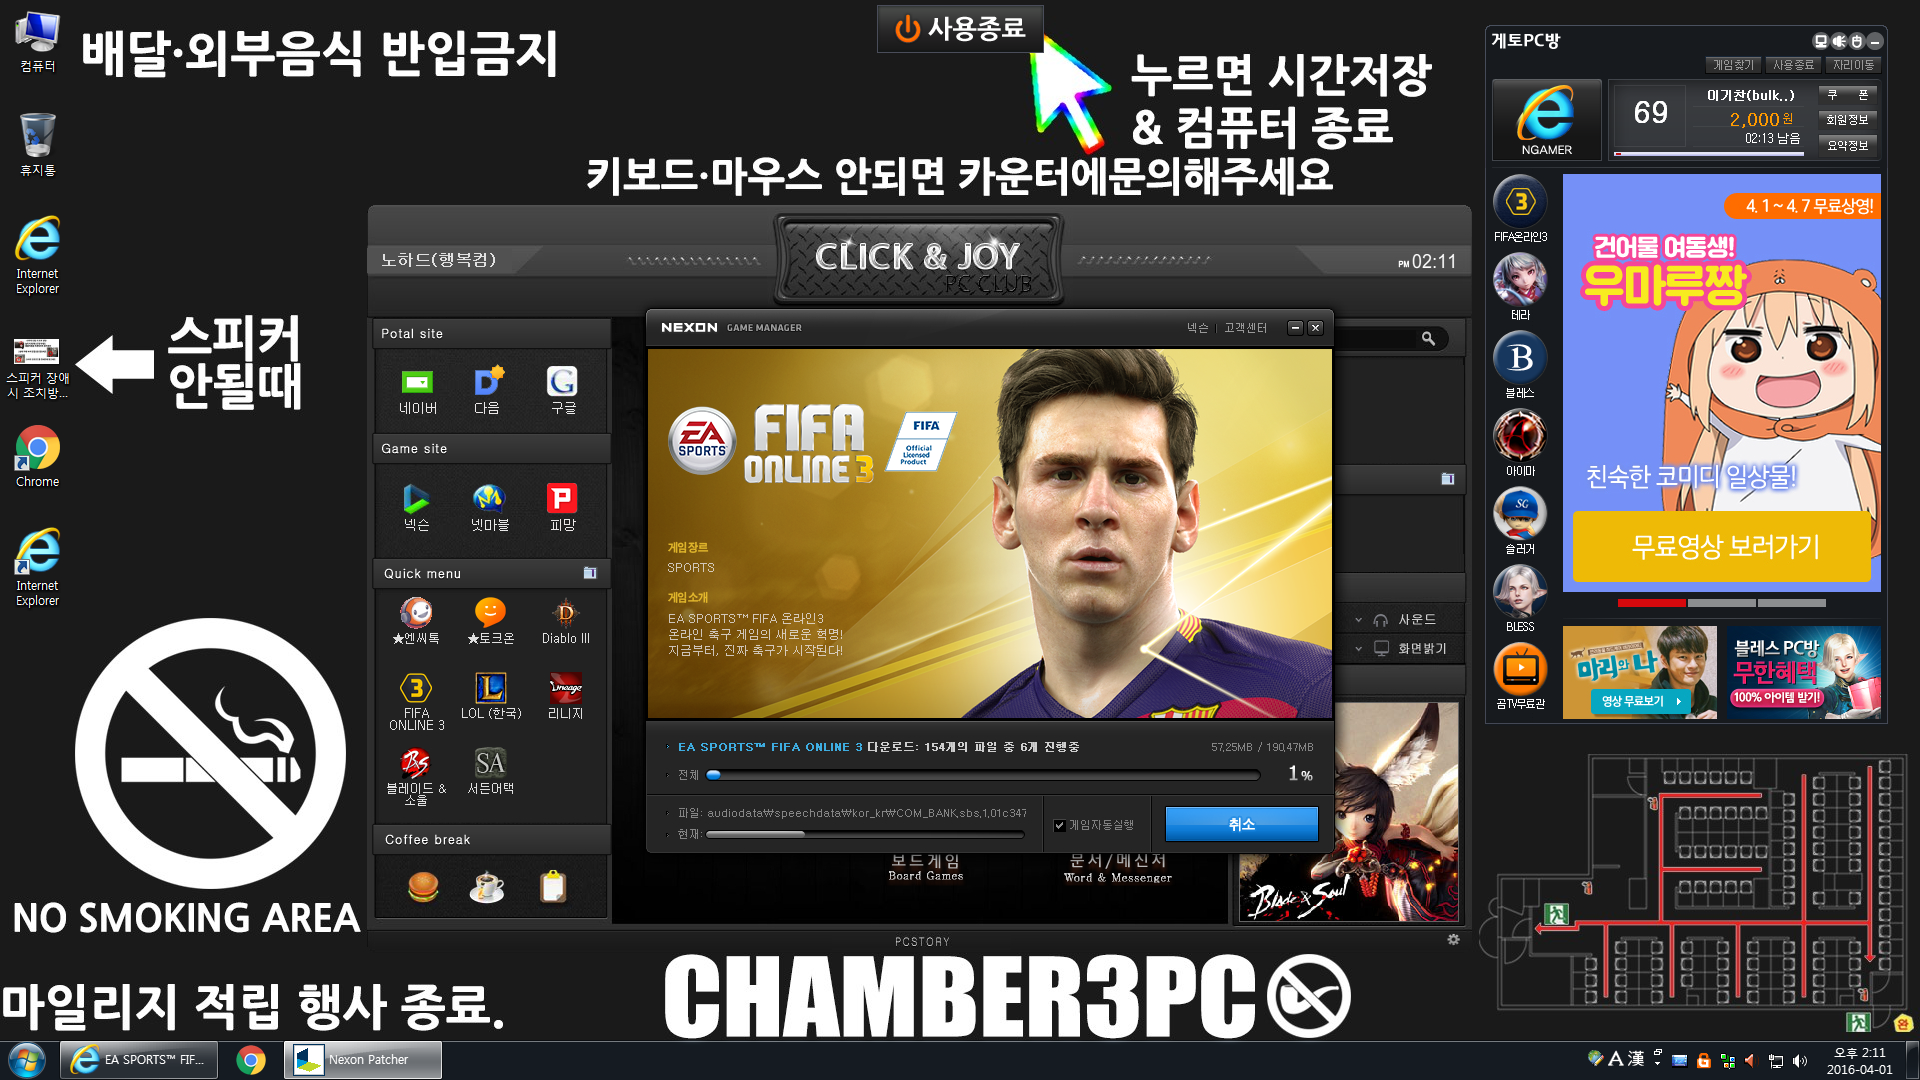 컴퓨터
배달·외부음식 반입금지
휴지통
Internet
Explorer
스피커 장애
시 조치방...
스피커
안될때
Chrome
Internet
Explorer
NO SMOKING AREA
마일리지 적립 행사 종료.
사용종료
누르면 시간저장
& 컴퓨터 종료
키보드·마우스 안되면 카운터에문의해주세요
노하드(행복컴)
CLICK & JOY
PC CLUB
PM 02:11
Potal site
네이버
다음
구글
Game site
넥슨
넷마블
피망
Quick menu
★엔씨톡
★토크온
Diablo III
FIFA
ONLINE 3
LOL (한국)
리니지
블레이드 &
소울
서든어택
Coffee break
NEXON GAME MANAGER
넥슨 | 고객센터
EA
SPORTS
FIFA
ONLINE 3
FIFA
Official
Licensed
Product
게임장르
SPORTS
게임소개
EA SPORTS™ FIFA 온라인3
온라인 축구 게임의 새로운 혁명!
지금부터, 진짜 축구가 시작된다!
EA SPORTS™ FIFA ONLINE 3 다운로드: 154개의 파일 중 6개 진행중
57,25MB / 190,47MB
전체
1%
파일: audiodata₩speechdata₩kor_kr₩COM_BANK,sbs,1,01c347
현재:
게임자동실행
취소
사운드
화면밝기
보드게임
Board Games
문서/메신저
Word & Messenger
Blade & Soul
PCSTORY
CHAMBER3PC
게토PC방
게임찾기
사용종료
자리이동
NGAMER
69
이기찬(bulk..)
2,000원
02:13 남음
쿠 폰
회원정보
요약정보
FIFA온라인3
테라
블레스
아이마
슬러거
BLESS
곰TV무료관
4. 1 ~ 4. 7 무료상영!
건어물 여동생!
우마루짱
친숙한 코미디 일상물!
무료영상 보러가기
마리와 나
영상 무료보기
블레스 PC방
무한혜택
100% 아이템 받기!
EA SPORTS™ FIF...
Nexon Patcher
A 漢
오후 2:11
2016-04-01